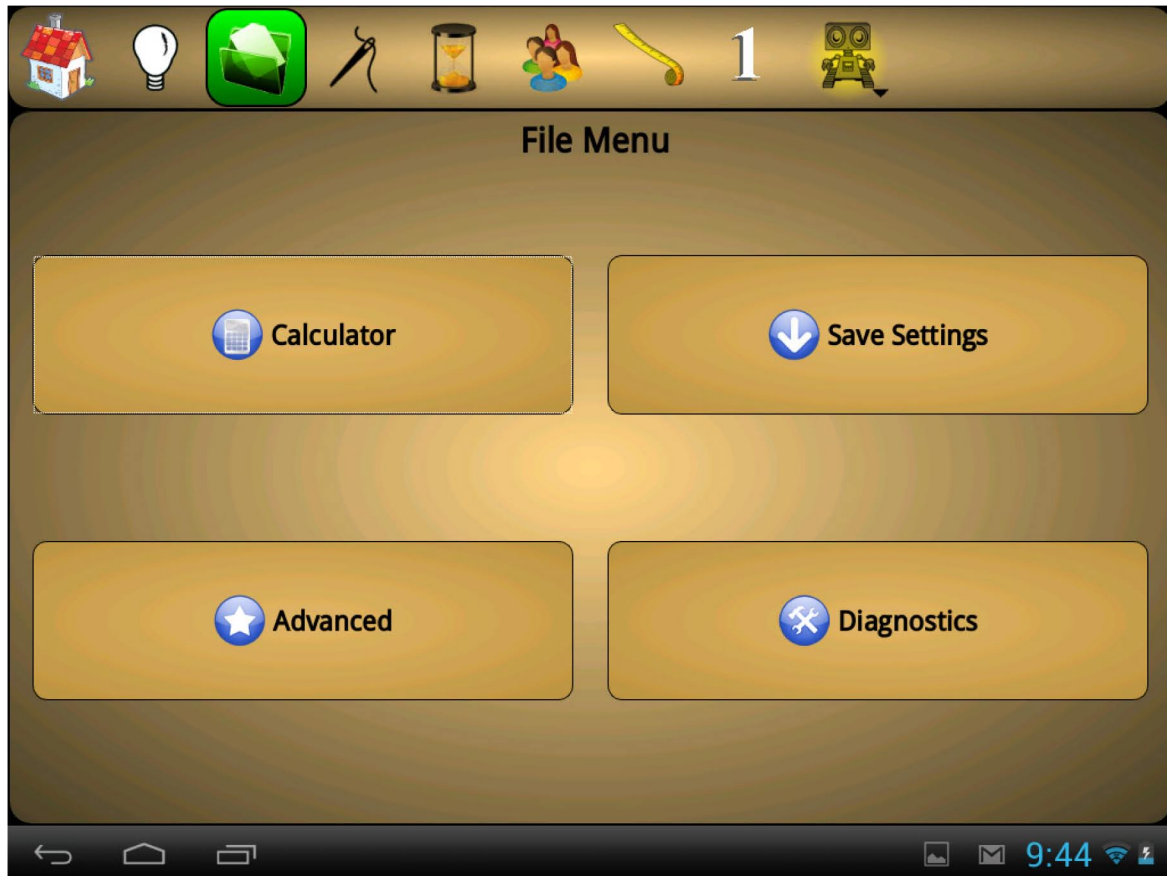 1
File Menu
Calculator
Save Settings
Advanced
Diagnostics
9:44